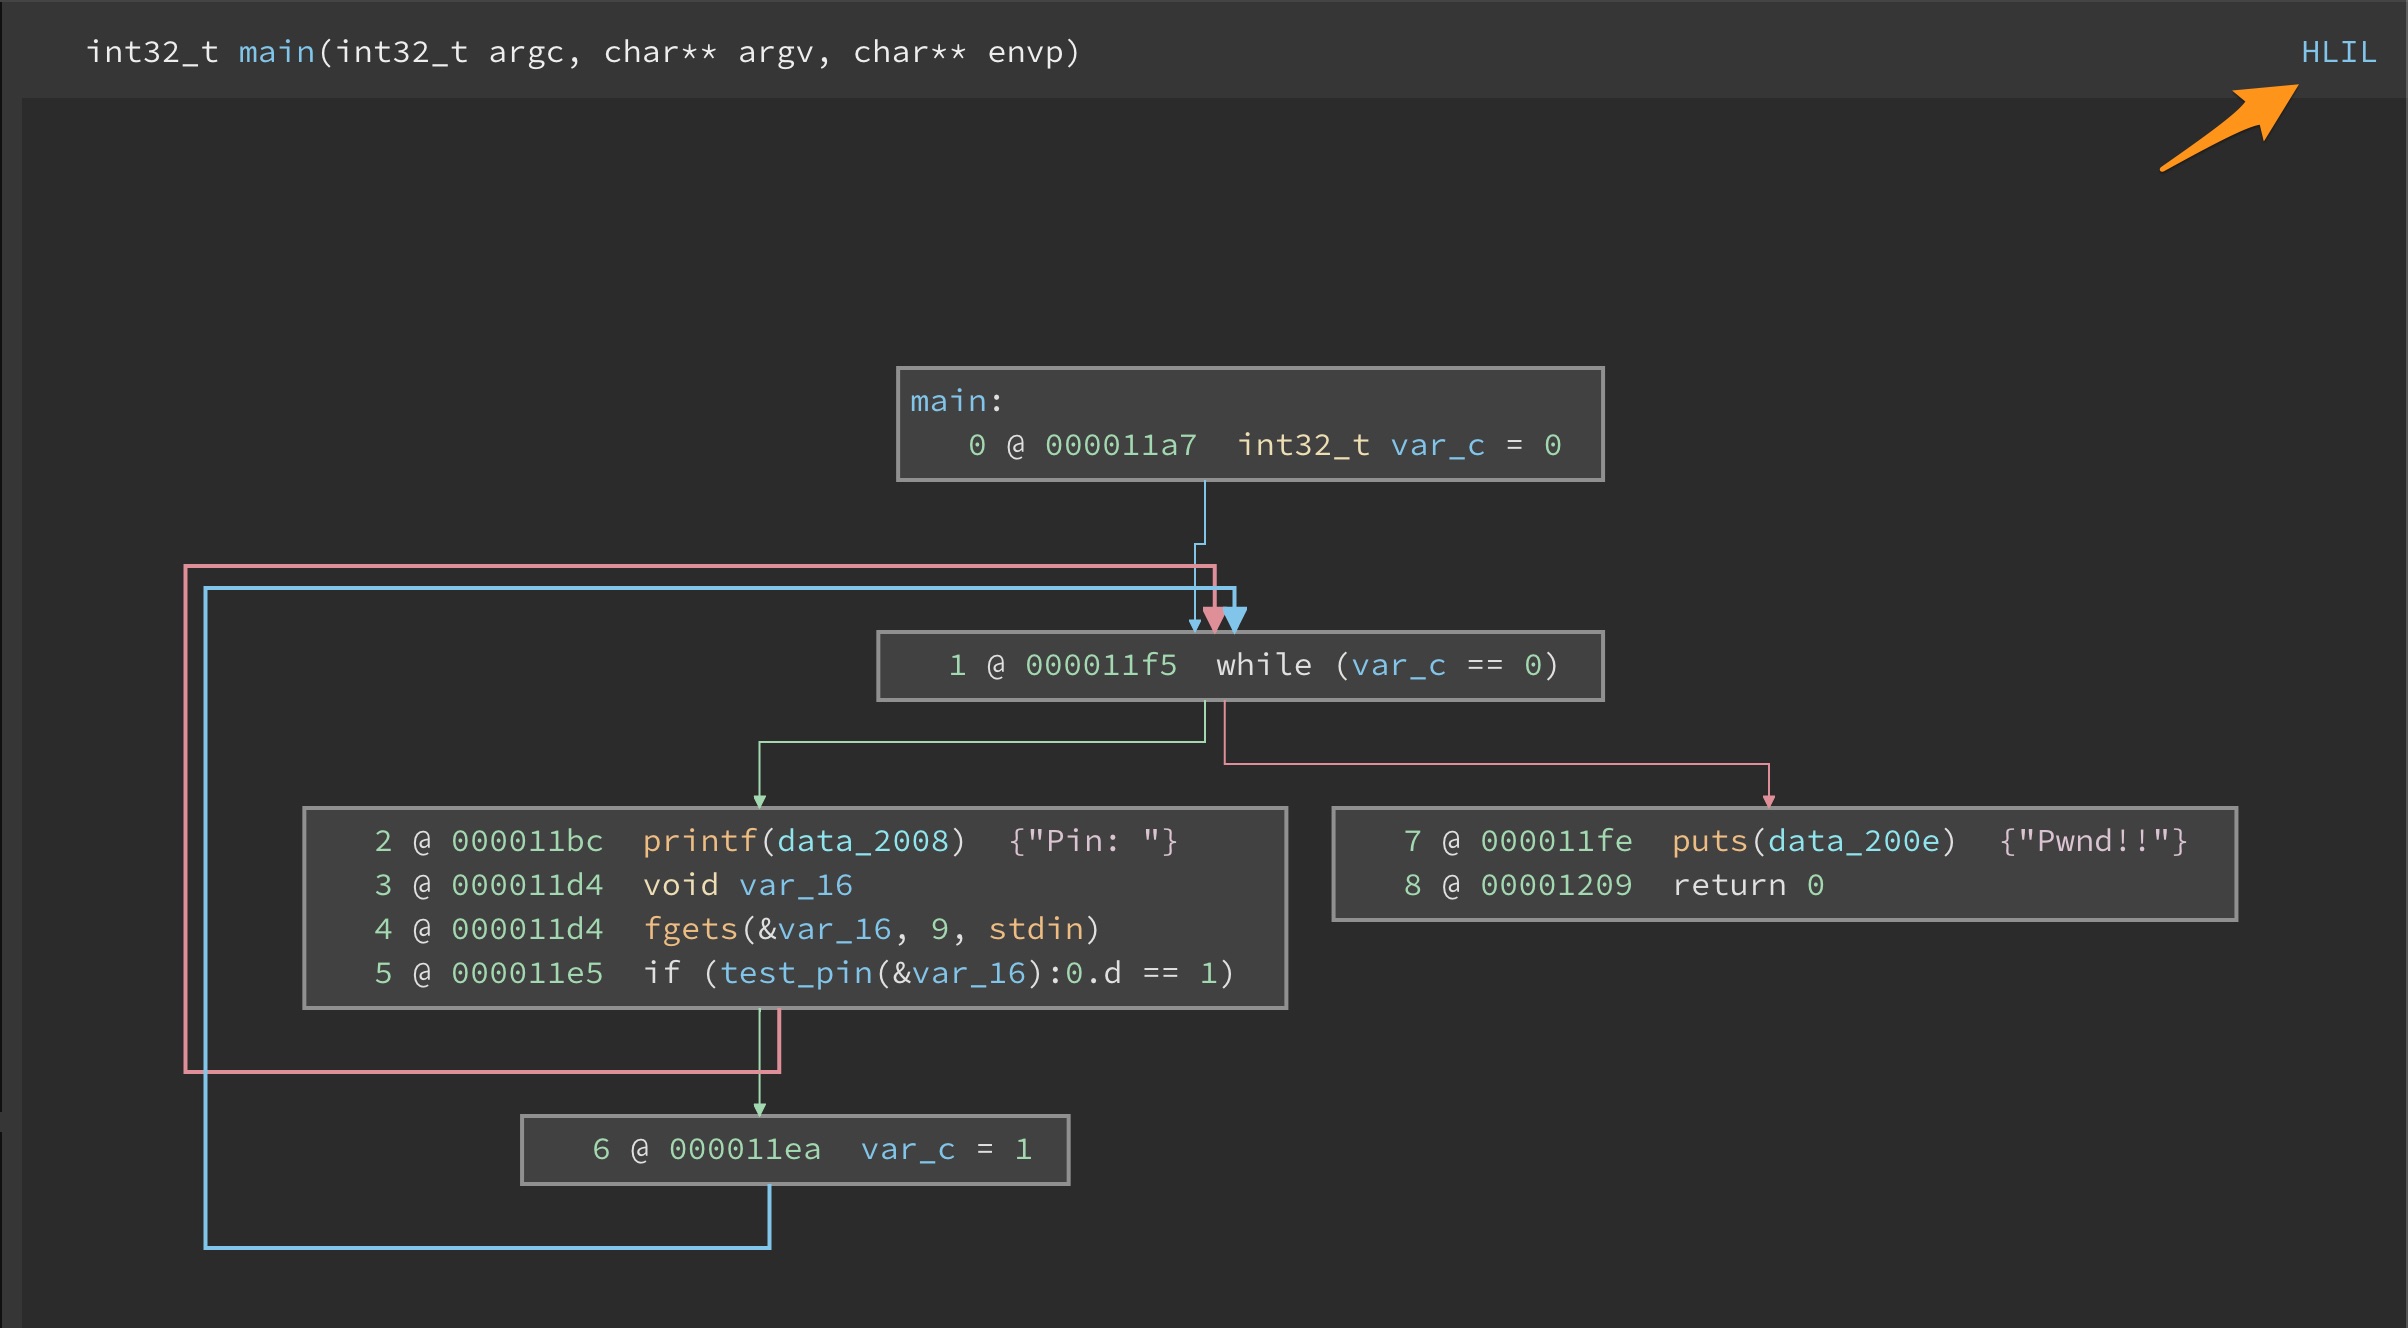 int32_t main(int32_t argc, char** argv, char** envp)
HLIL
main:
0 @ 000011a7  int32_t var_c = 0
1 @ 000011f5  while (var_c == 0)
2 @ 000011bc  printf(data_2008)  {"Pin: "}
3 @ 000011d4  void var_16
4 @ 000011d4  fgets(&var_16, 9, stdin)
5 @ 000011e5  if (test_pin(&var_16):0.d == 1)
7 @ 000011fe  puts(data_200e)  {"Pwnd!!"}
8 @ 00001209  return 0
6 @ 000011ea  var_c = 1